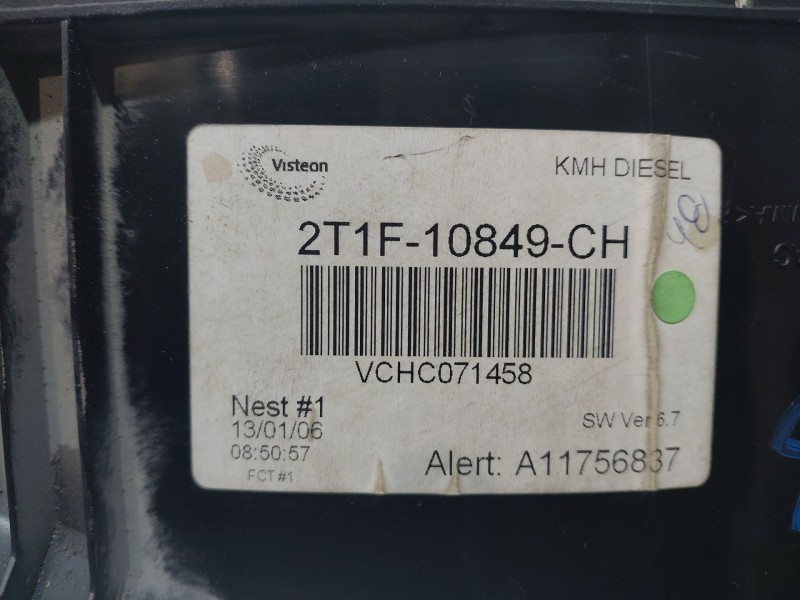 Visteon
KMH DIESEL
2T1F-10849-CH
VCHC071458
Nest #1
13/01/06
08:50:57
FCT #1
SW Ver 6.7
Alert: A11756837